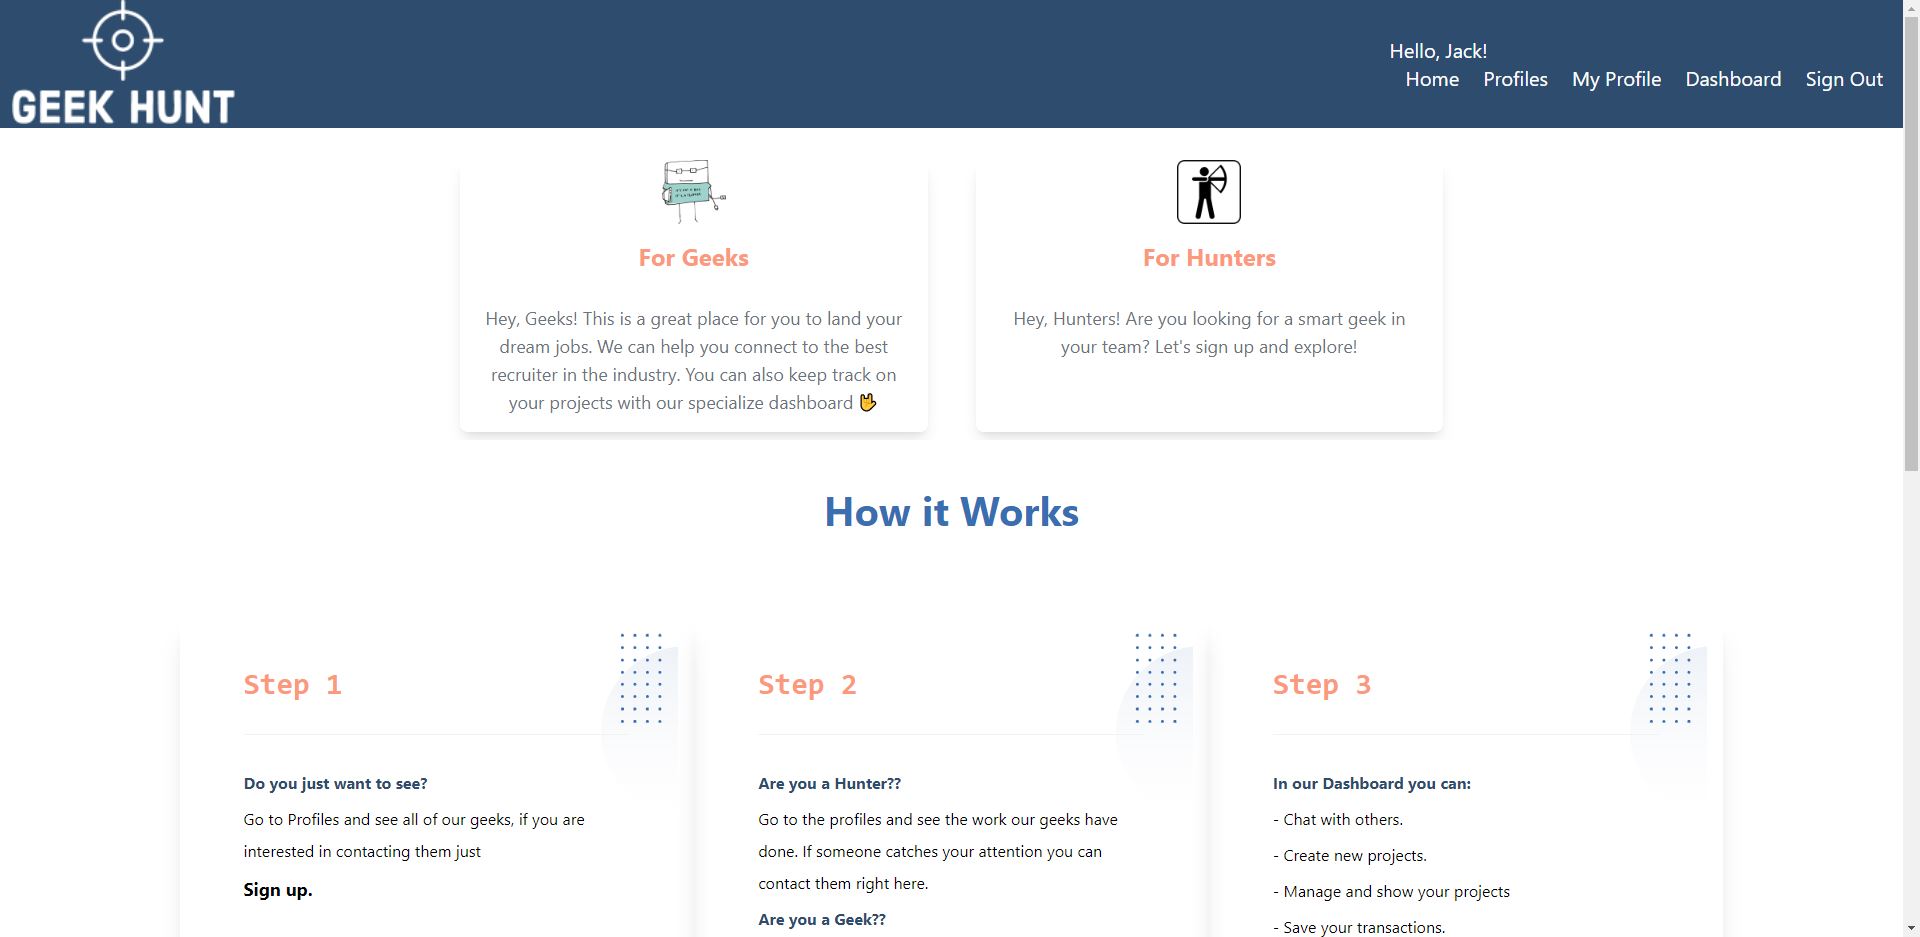 GEEK HUNT
Hello, Jack!
Home Profiles My Profile Dashboard Sign Out
For Geeks
Hey, Geeks! This is a great place for you to land your
dream jobs. We can help you connect to the best
recruiter in the industry. You can also keep track on
your projects with our specialize dashboard 🤟
For Hunters
Hey, Hunters! Are you looking for a smart geek in
your team? Let's sign up and explore!
How it Works
Step 1
Do you just want to see?
Go to Profiles and see all of our geeks, if you are
interested in contacting them just
Sign up.
Step 2
Are you a Hunter??
Go to the profiles and see the work our geeks have
done. If someone catches your attention you can
contact them right here.
Are you a Geek??
Step 3
In our Dashboard you can:
- Chat with others.
- Create new projects.
- Manage and show your projects
- Save your transactions.